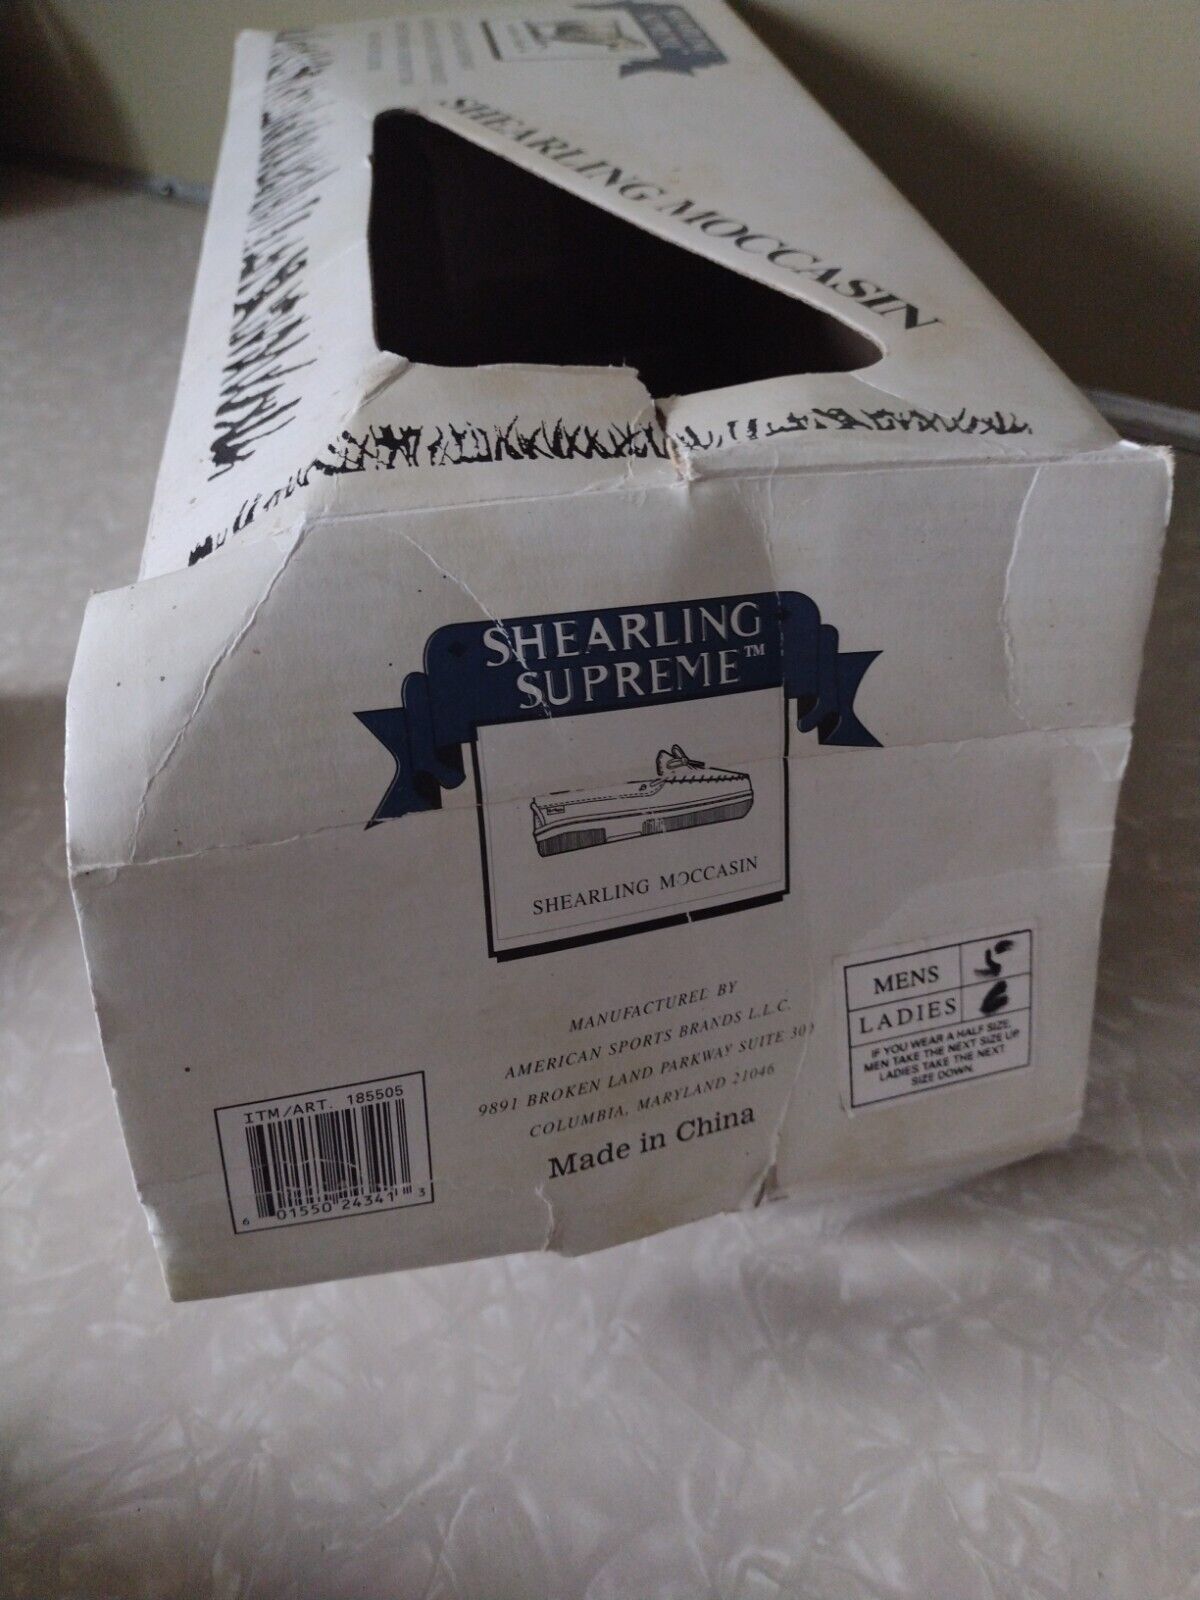 SHEARLING MOCCASIN
SHEARLING
SUPREME™
SHEARLING MOCCASIN
MANUFACTURED BY
AMERICAN SPORTS BRANDS L.L.C.
9891 BROKEN LAND PARKWAY SUITE
COLUMBIA, MARYLAND 21046
Made in China
MENS 5
LADIES 6
IF YOU WEAR A HALF SIZE,
MEN TAKE THE NEXT SIZE UP
LADIES TAKE THE NEXT
SIZE DOWN.
ITM/ART. 185505
6 01550 24341 3